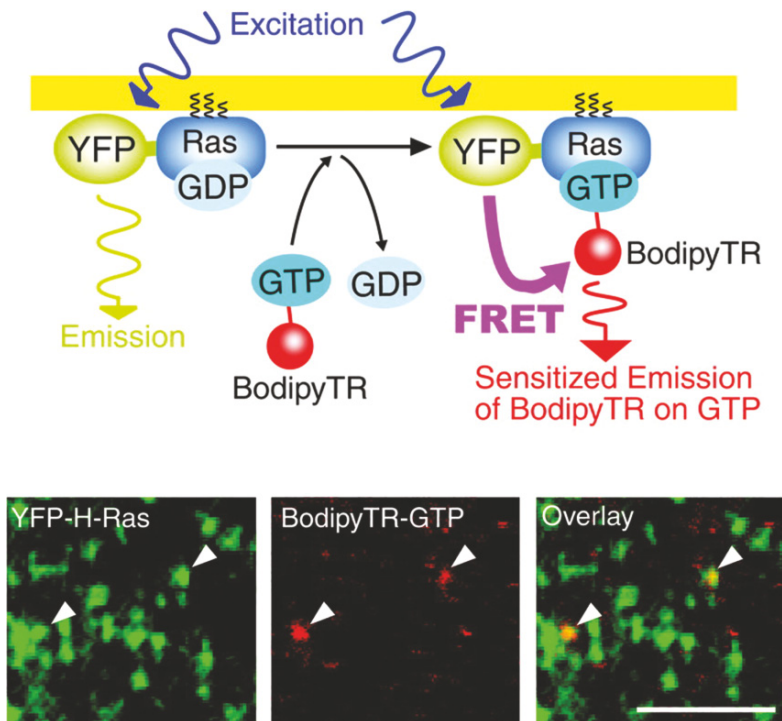 Excitation
YFP
Ras
GDP
YFP
Ras
GTP
BodipyTR
GTP
GDP
FRET
Emission
BodipyTR
Sensitized Emission
of BodipyTR on GTP
YFP-H-Ras
BodipyTR-GTP
Overlay